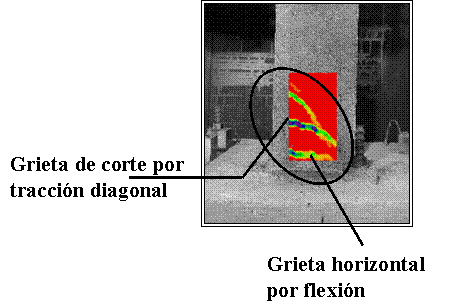 Grieta de corte por
tracción diagonal
Grieta horizontal
por flexión